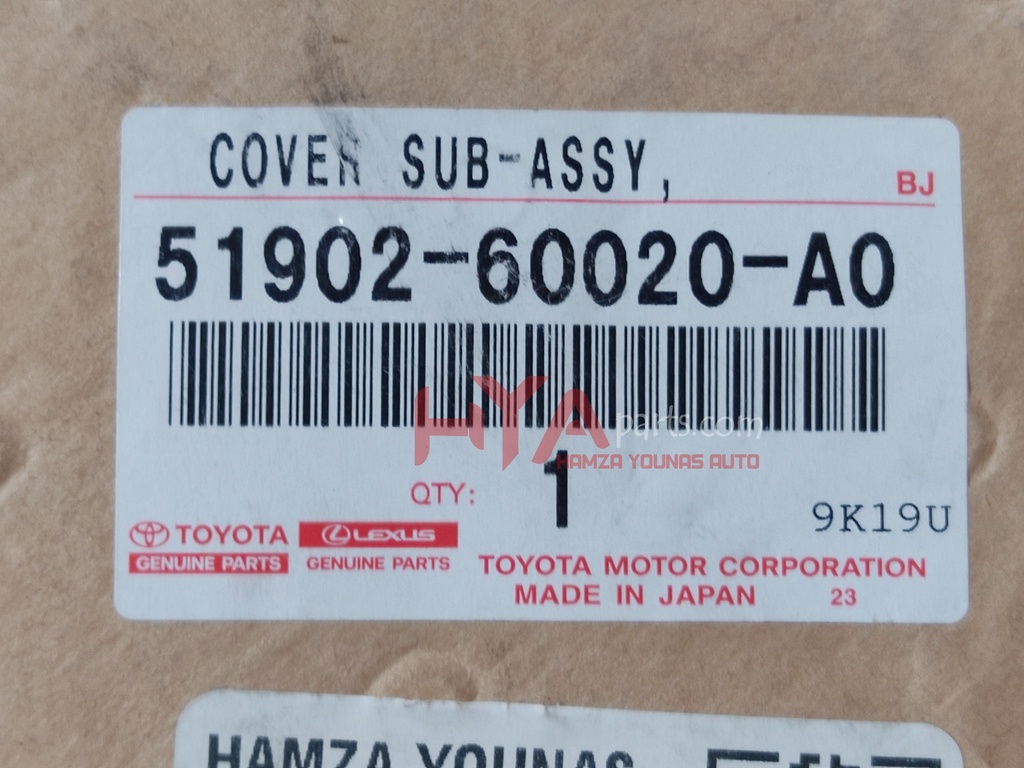 COVER SUB-ASSY,
BJ
51902-60020-A0
HYA parts.com
HAMZA YOUNAS AUTO
QTY: 1
9K19U
TOYOTA LEXUS
GENUINE PARTS GENUINE PARTS
TOYOTA MOTOR CORPORATION
MADE IN JAPAN 23
HAMZA YOUNAS